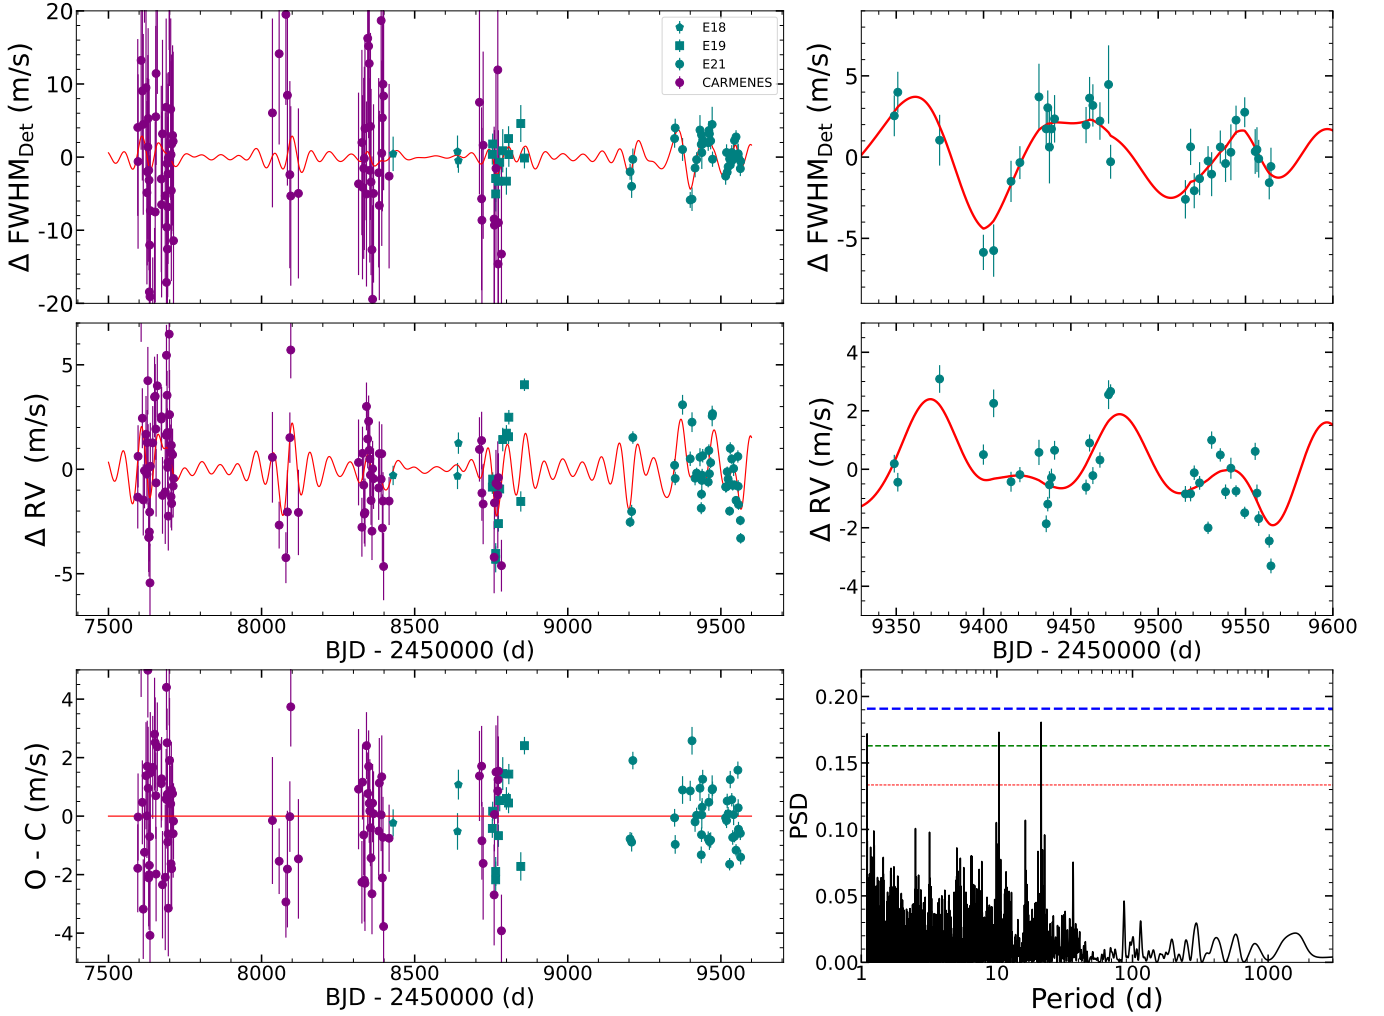 20
10
0
-10
-20
Δ FWHM_Det (m/s)
E18
E19
E21
CARMENES
5
0
-5
Δ FWHM_Det (m/s)
5
0
-5
Δ RV (m/s)
7500 8000 8500 9000 9500
BJD - 2450000 (d)
4
2
0
-2
-4
Δ RV (m/s)
9350 9400 9450 9500 9550 9600
BJD - 2450000 (d)
4
2
0
-2
-4
O - C (m/s)
7500 8000 8500 9000 9500
BJD - 2450000 (d)
0.20
0.15
0.10
0.05
0.00
PSD
1 10 100 1000
Period (d)